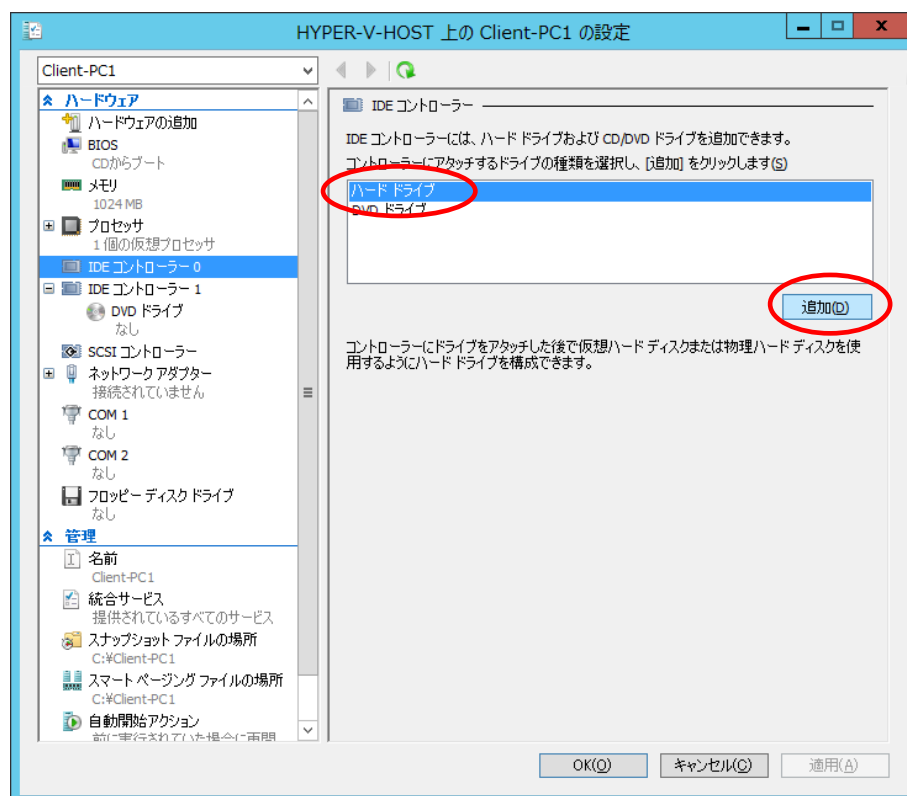 HYPER-V-HOST 上の Client-PC1 の設定
Client-PC1
ハードウェア
ハードウェアの追加
BIOS
CDからブート
メモリ
1024 MB
プロセッサ
1 個の仮想プロセッサ
IDE コントローラー 0
IDE コントローラー 1
DVD ドライブ
なし
SCSI コントローラー
ネットワーク アダプター
接続されていません
COM 1
なし
COM 2
なし
フロッピー ディスク ドライブ
なし
管理
名前
Client-PC1
統合サービス
提供されているすべてのサービス
スナップショット ファイルの場所
C:¥Client-PC1
スマート ページング ファイルの場所
C:¥Client-PC1
自動開始アクション
前に実行されていた場合に再開
IDE コントローラー
IDE コントローラーには、ハード ドライブおよび CD/DVD ドライブを追加できます。
コントローラーにアタッチするドライブの種類を選択し、[追加] をクリックします(S)
ハード ドライブ
DVD ドライブ
追加(D)
コントローラーにドライブをアタッチした後で仮想ハード ディスクまたは物理ハード ディスクを使
用するようにハード ドライブを構成できます。
OK(O)
キャンセル(C)
適用(A)